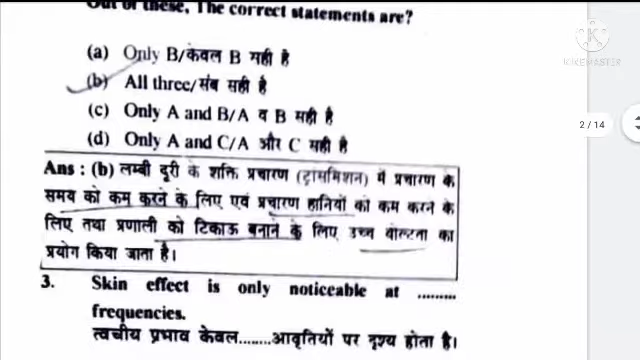 Out of these, The correct statements are?
(a) Only B/केवल B सही है
(b) All three/संब सही है
(c) Only A and B/A व B सही है
(d) Only A and C/A और C सही है
Ans : (b) लम्बी दूरी के शक्ति प्रचारण (ट्रांसमिशन) में प्रचारण के
समय को कम करने के लिए एवं प्रचारण हानियों को कम करने के
लिए तथा प्रणाली को टिकाऊ बनाने के लिए उच्च वोल्टता का
प्रयोग किया जाता है।
3. Skin effect is only noticeable at .........
frequencies.
त्वचीय प्रभाव केवल........आवृतियों पर दृश्य होता है।
KINEMASTER
2 / 14